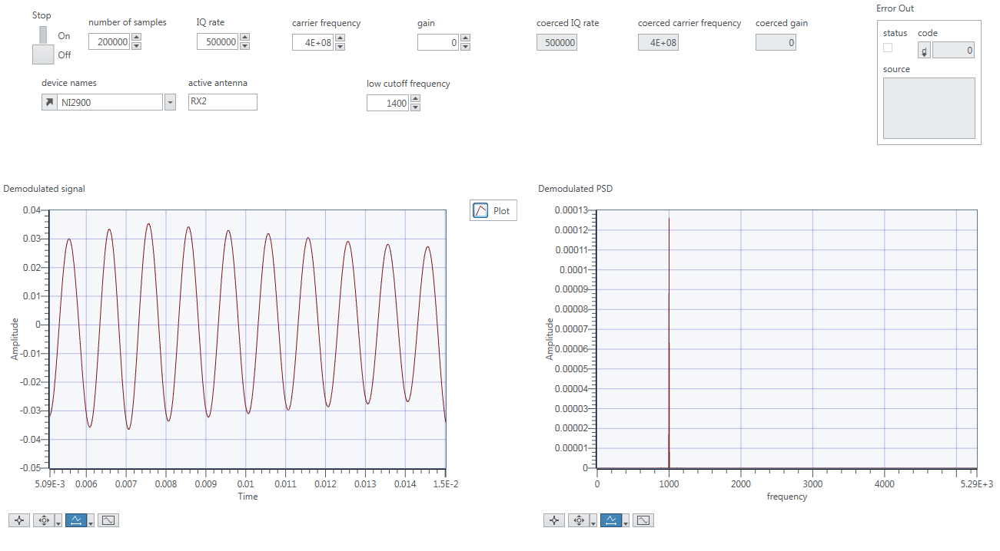 Stop
On
Off
number of samples
200000
IQ rate
500000
carrier frequency
4E+08
gain
0
coerced IQ rate
500000
coerced carrier frequency
4E+08
coerced gain
0
Error Out
status
code
d
0
source
device names
NI2900
active antenna
RX2
low cutoff frequency
1400
Demodulated signal
Plot
0.04
0.03
0.02
0.01
0
-0.01
-0.02
-0.03
-0.04
-0.05
Amplitude
5.09E-3 0.006 0.007 0.008 0.009 0.01 0.011 0.012 0.013 0.014 1.5E-2
Time
Demodulated PSD
0.00013
0.00012
0.00011
0.0001
0.00009
0.00008
0.00007
0.00006
0.00005
0.00004
0.00003
0.00002
0.00001
0
Amplitude
0 1000 2000 3000 4000 5.29E+3
frequency